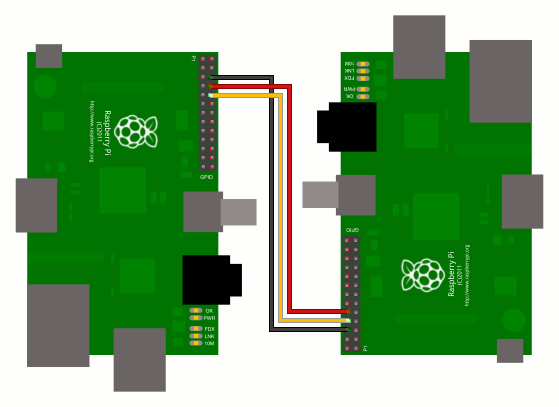 P1
Raspberry Pi
(C)2011
http://www.raspberrypi.org
GPIO
OK
PWR
FDX
LNK
10M
10M
LNK
FDX
PWR
OK
GPIO
Raspberry Pi
(C)2011
http://www.raspberrypi.org
P1